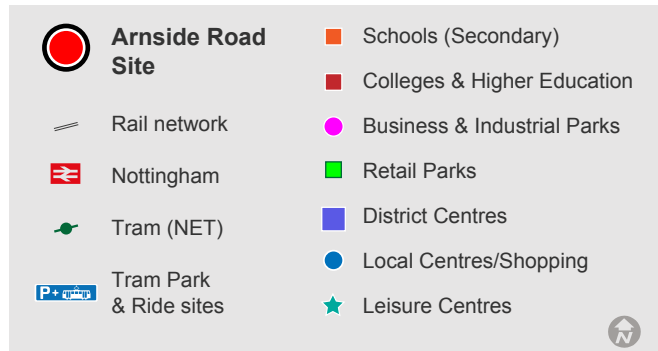 Arnside Road
Site
Rail network
Nottingham
Tram (NET)
P+
Tram Park
& Ride sites
Schools (Secondary)
Colleges & Higher Education
Business & Industrial Parks
Retail Parks
District Centres
Local Centres/Shopping
Leisure Centres
N